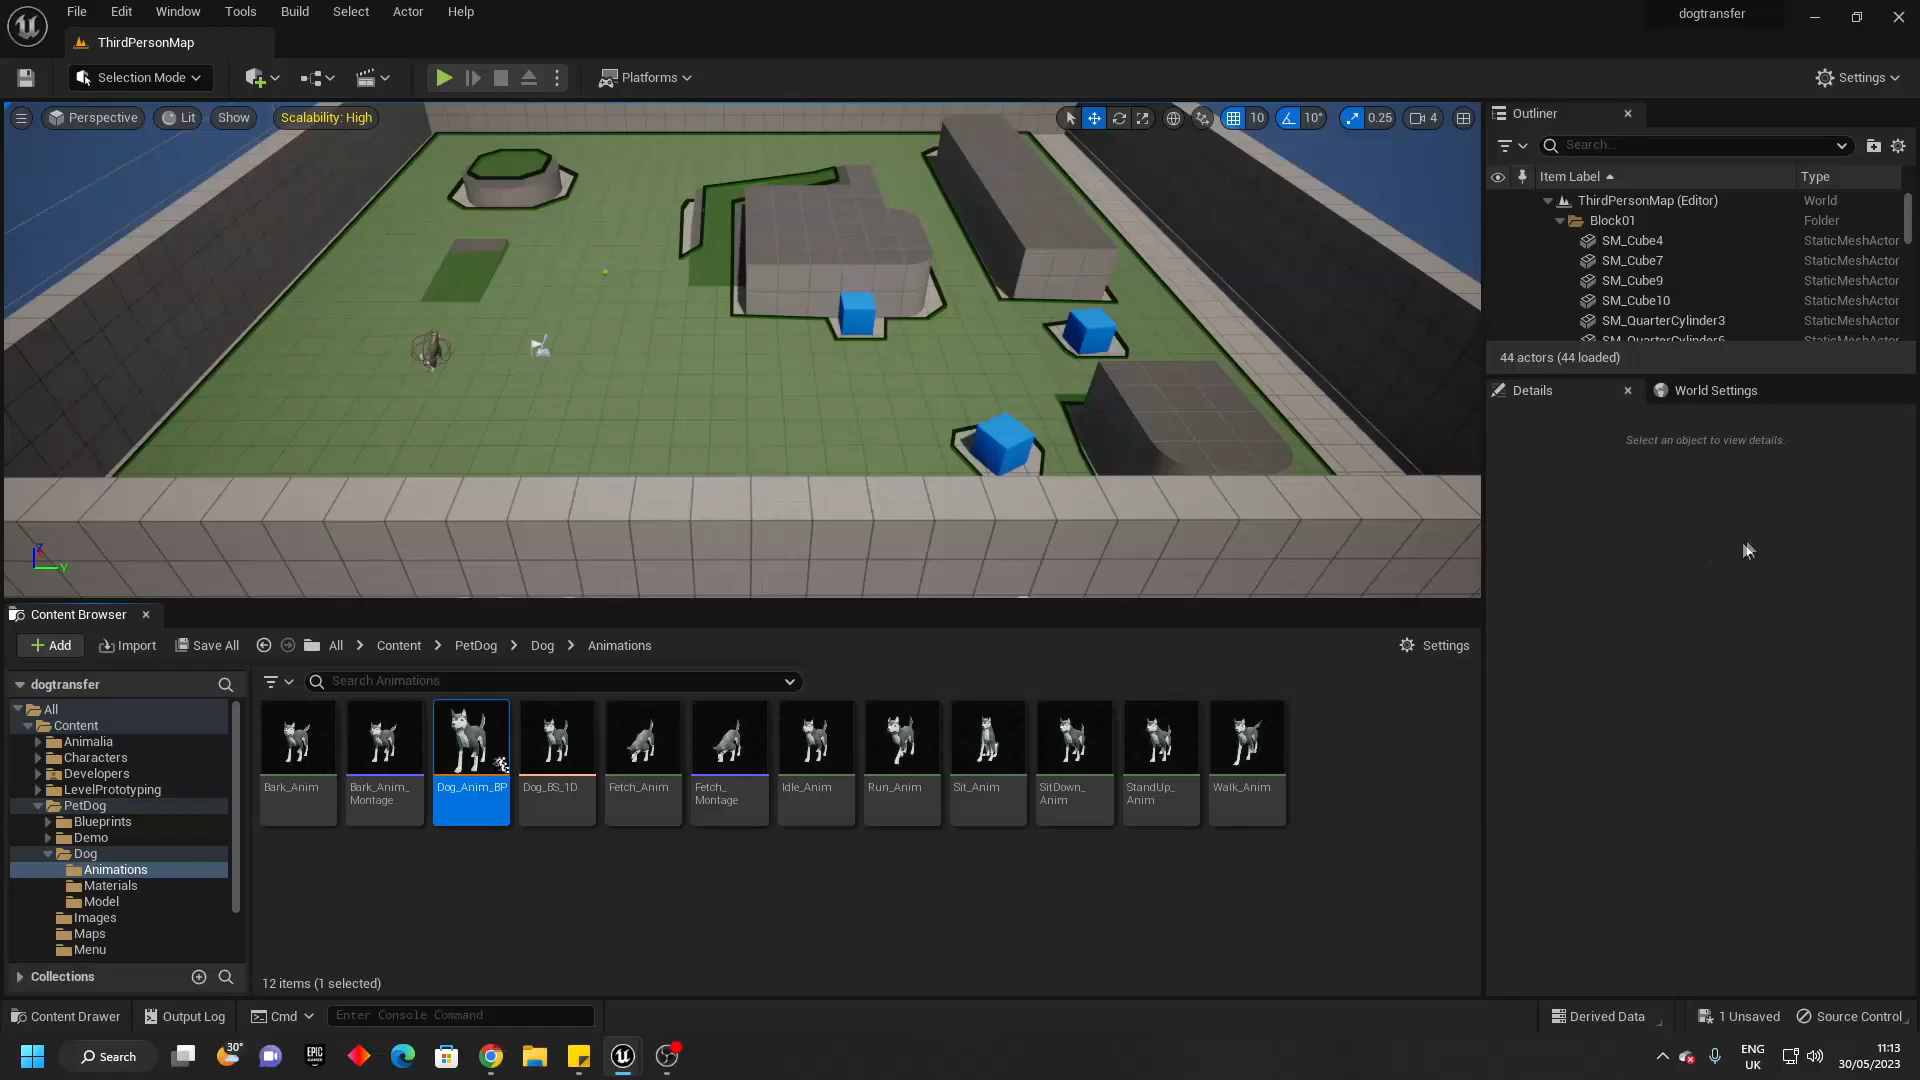 File Edit Window Tools Build Select Actor Help
dogtransfer
ThirdPersonMap
Selection Mode
Platforms
Settings
Perspective Lit Show Scalability: High
10 10° 0.25 4
Outliner
Search...
Item Label Type
ThirdPersonMap (Editor) World
Block01 Folder
SM_Cube4 StaticMeshActor
SM_Cube7 StaticMeshActor
SM_Cube9 StaticMeshActor
SM_Cube10 StaticMeshActor
SM_QuarterCylinder3 StaticMeshActor
SM_QuarterCylinder6 StaticMeshActor
44 actors (44 loaded)
Details World Settings
Select an object to view details.
Z Y
Content Browser
Add Import Save All All Content PetDog Dog Animations Settings
dogtransfer
Search Animations
All
Content
Animalia
Characters
Developers
LevelPrototyping
PetDog
Blueprints
Demo
Dog
Animations
Materials
Model
Images
Maps
Menu
Bark_Anim
Bark_Anim_
Montage
Dog_Anim_BP
Dog_BS_1D
Fetch_Anim
Fetch_
Montage
Idle_Anim
Run_Anim
Sit_Anim
SitDown_
Anim
StandUp_
Anim
Walk_Anim
Collections
12 items (1 selected)
Content Drawer Output Log Cmd Enter Console Command Derived Data 1 Unsaved Source Control
30°
EPIC
GAMES
Search
ENG
UK
11:13
30/05/2023